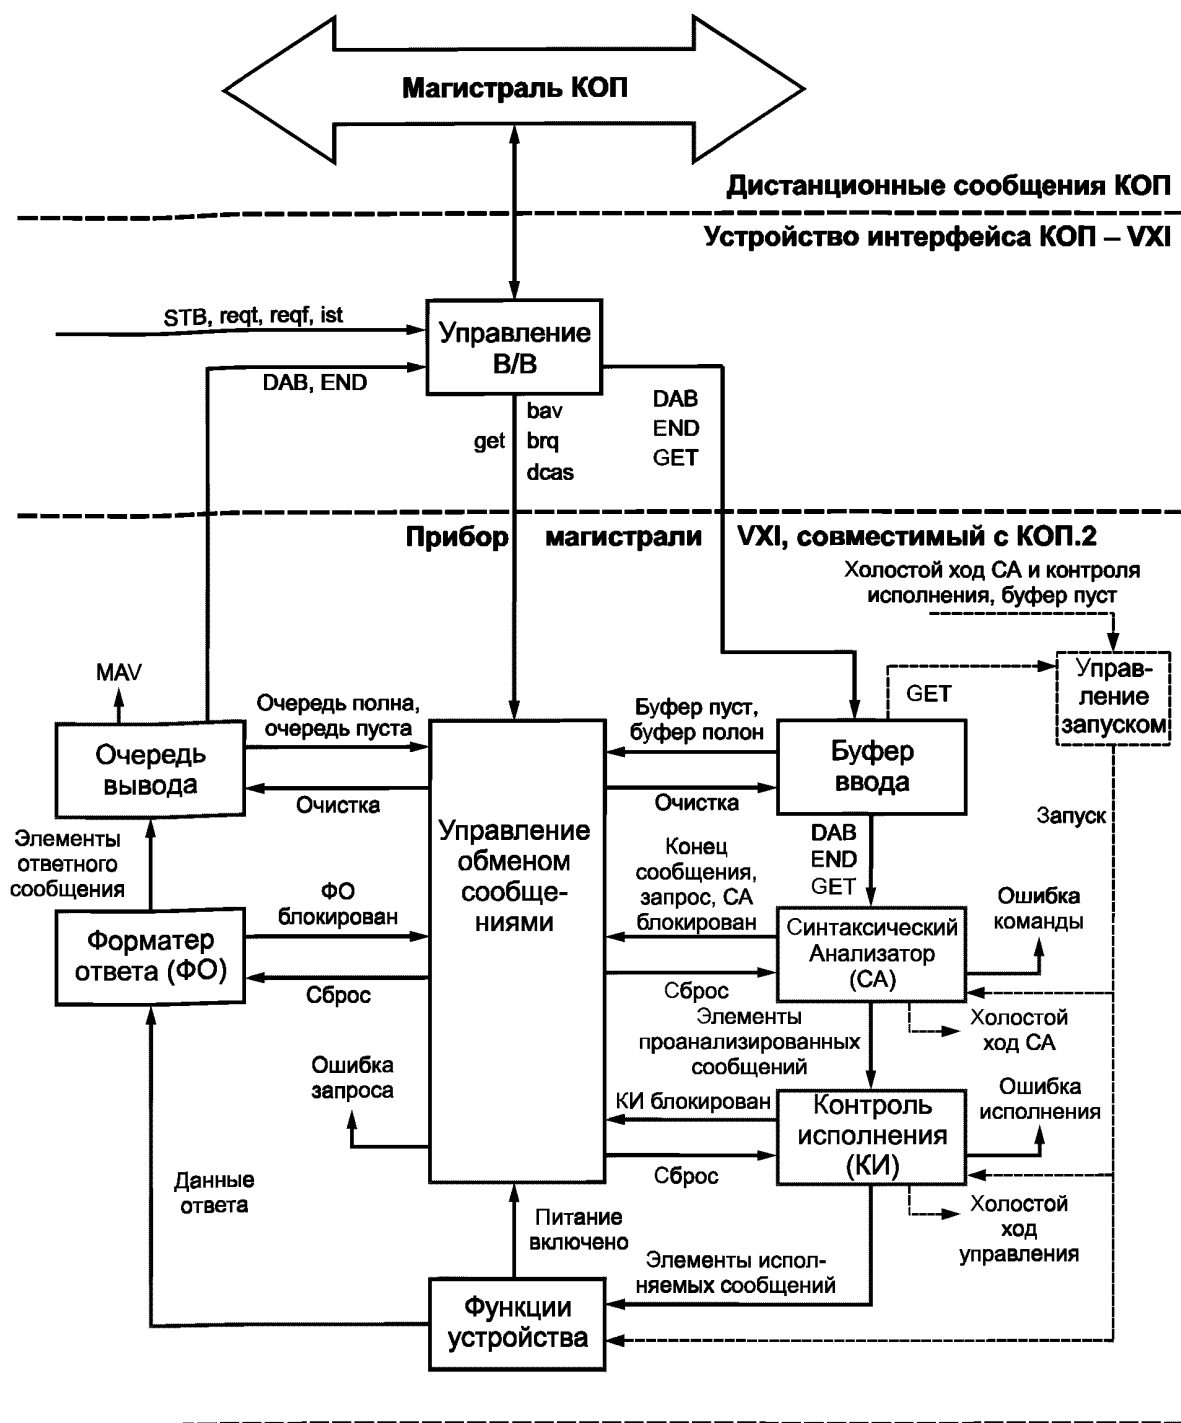 Магистраль КОП
Дистанционные сообщения КОП
Устройство интерфейса КОП – VXI
STB, reqt, reqf, ist
Управление
В/В
DAB, END
DAB
END
GET
get
bav
brq
dcas
Прибор магистрали VXI, совместимый с КОП.2
Холостой ход СА и контроля
исполнения, буфер пуст
MAV
GET
Управ-
ление
запуском
Очередь полна,
очередь пуста
Буфер пуст,
буфер полон
Очередь
вывода
Буфер
ввода
Очистка
Очистка
Запуск
Элементы
ответного
сообщения
Управление
обменом
сообще-
ниями
Конец
сообщения,
запрос, СА
блокирован
DAB
END
GET
ФО
блокирован
Ошибка
команды
Форматер
ответа (ФО)
Синтаксический
Анализатор
(СА)
Сброс
Сброс
Холостой
ход СА
Элементы
проанализированных
сообщений
Ошибка
запроса
КИ блокирован
Контроль
исполнения
(КИ)
Ошибка
исполнения
Сброс
Данные
ответа
Питание
включено
Холостой
ход
управления
Элементы испол-
няемых сообщений
Функции
устройства